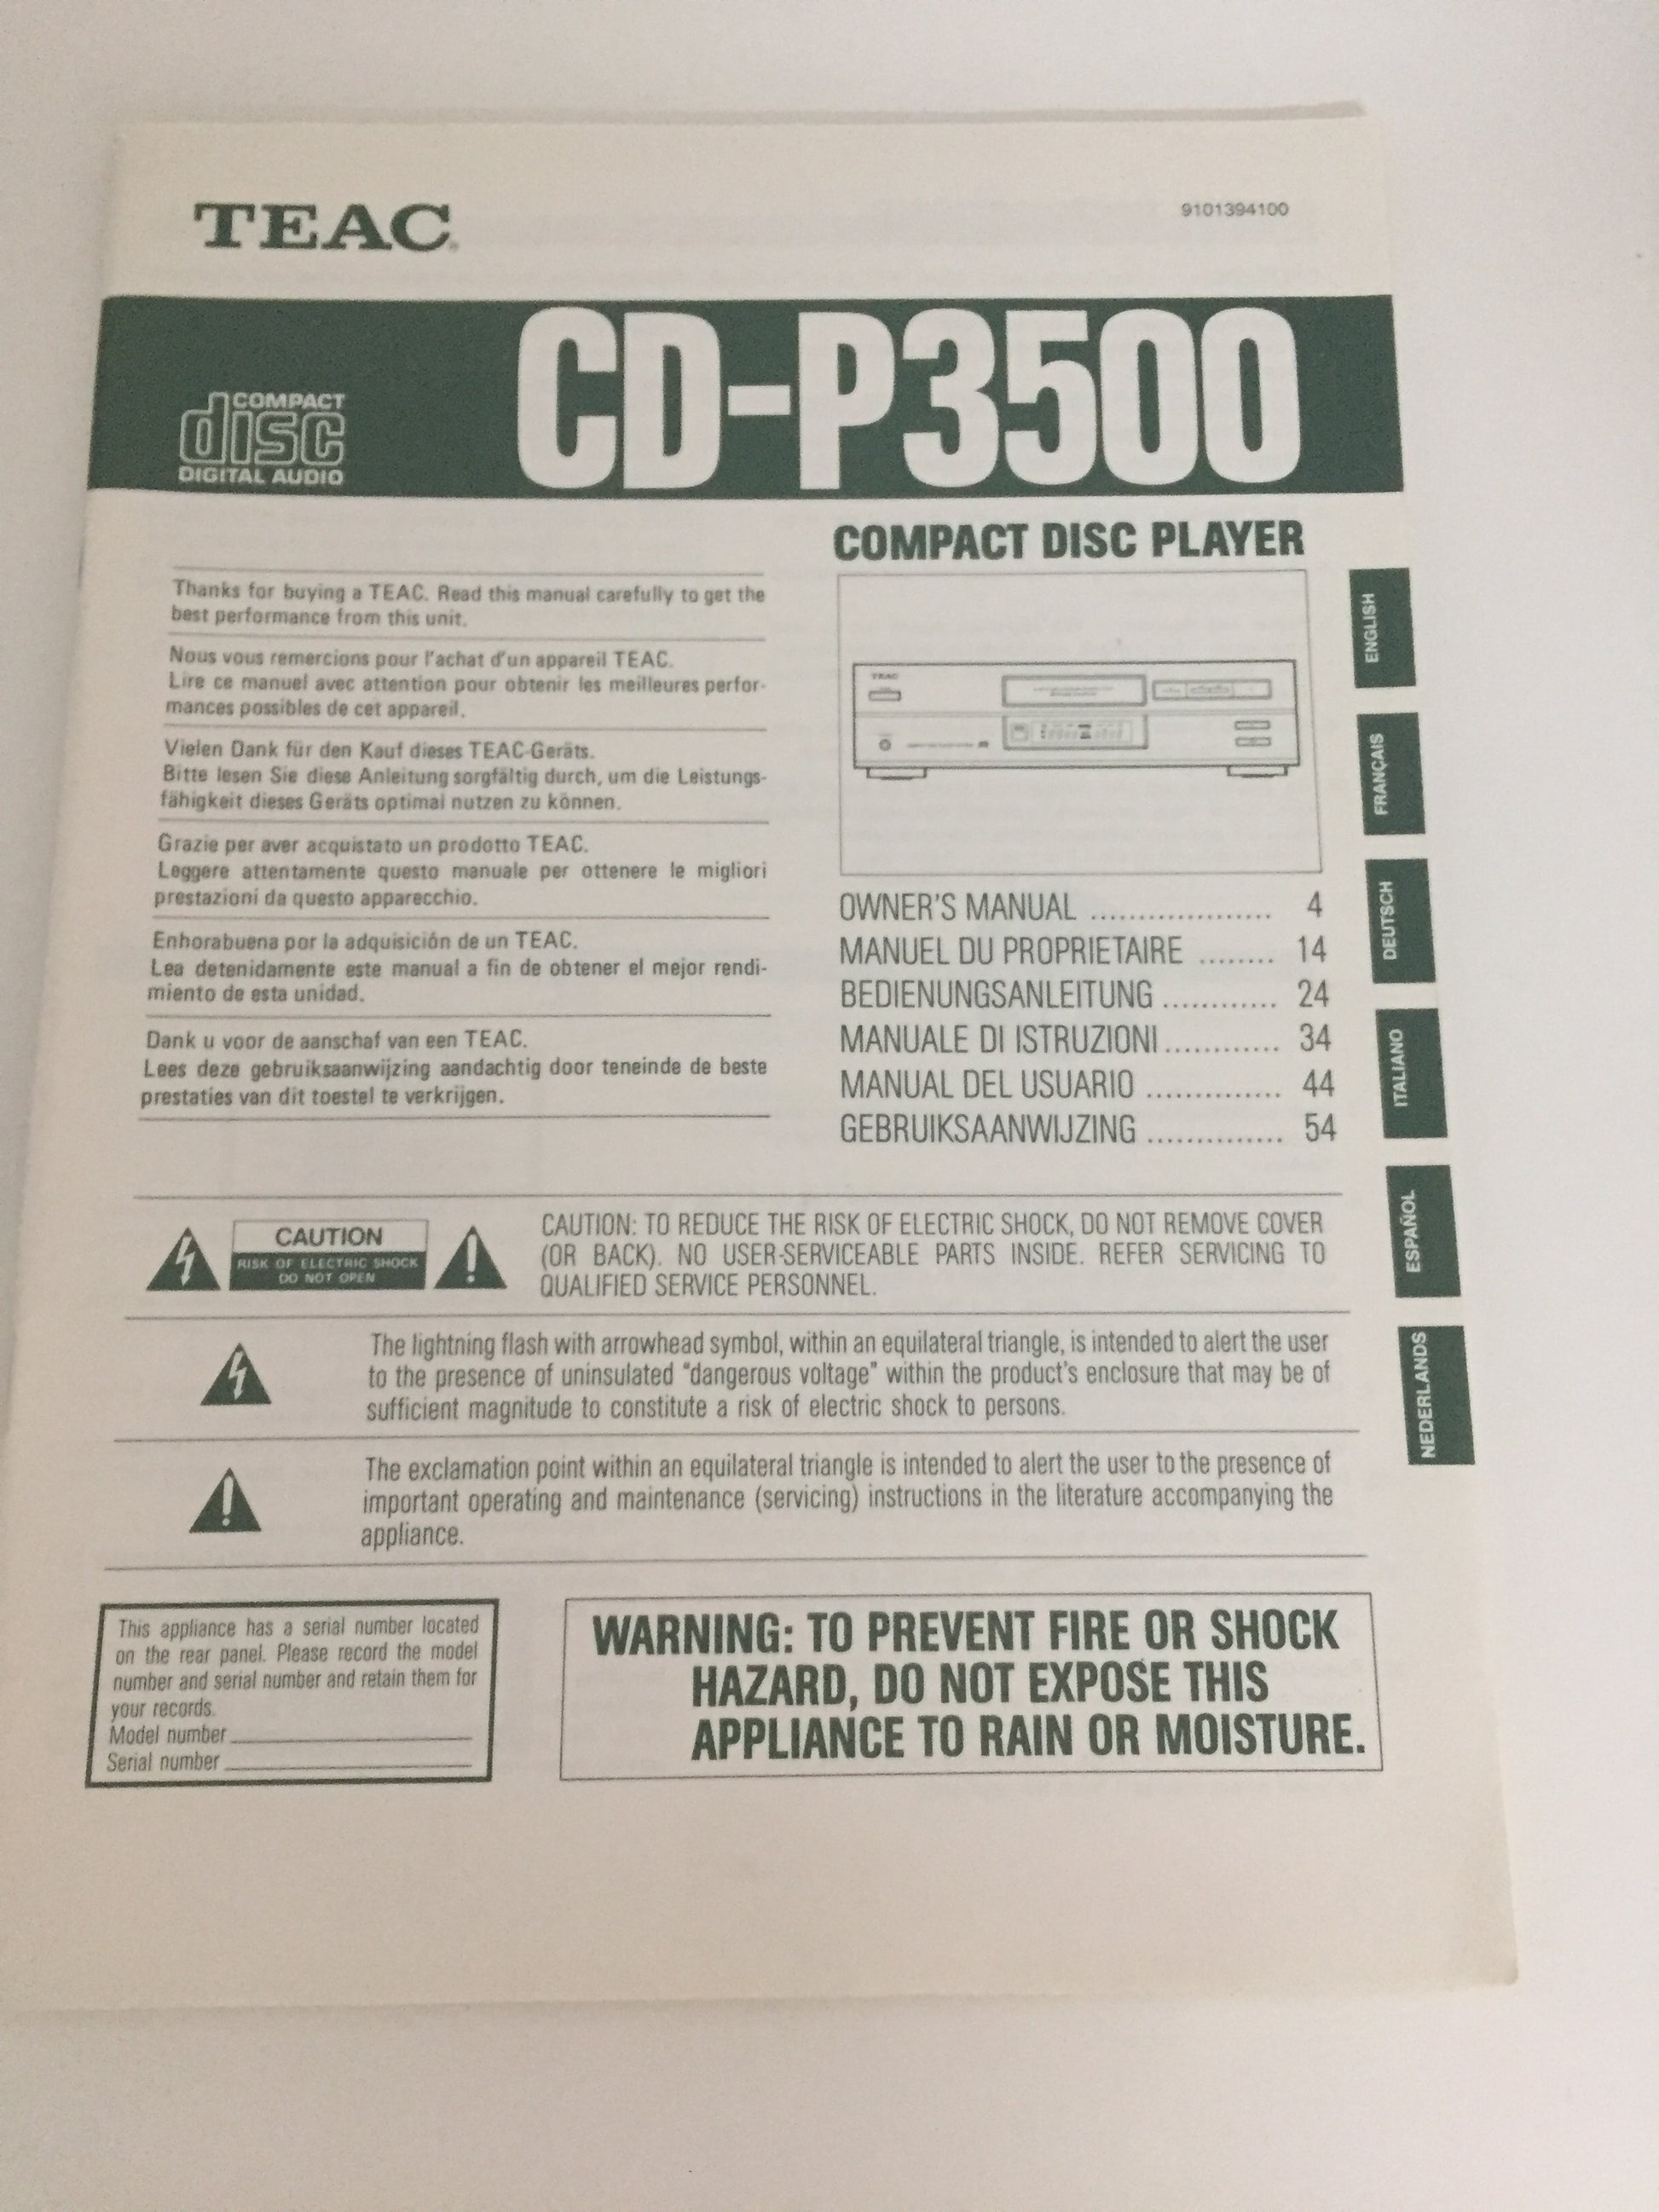 TEAC
9101394100
COMPACT
disc
DIGITAL AUDIO
CD-P3500
COMPACT DISC PLAYER
Thanks for buying a TEAC. Read this manual carefully to get the
best performance from this unit.
Nous vous remercions pour l'achat d'un appareil TEAC.
Lire ce manuel avec attention pour obtenir les meilleures perfor-
mances possibles de cet appareil.
Vielen Dank für den Kauf dieses TEAC-Geräts.
Bitte lesen Sie diese Anleitung sorgfältig durch, um die Leistungs-
fähigkeit dieses Geräts optimal nutzen zu können.
Grazie per aver acquistato un prodotto TEAC.
Leggere attentamente questo manuale per ottenere le migliori
prestazioni da questo apparecchio.
Enhorabuena por la adquisición de un TEAC.
Lea detenidamente este manual a fin de obtener el mejor rendi-
miento de esta unidad.
Dank u voor de aanschaf van een TEAC.
Lees deze gebruiksaanwijzing aandachtig door teneinde de beste
prestaties van dit toestel te verkrijgen.
TEAC
OWNER'S MANUAL ................... 4
MANUEL DU PROPRIETAIRE ........ 14
BEDIENUNGSANLEITUNG ............ 24
MANUALE DI ISTRUZIONI ............ 34
MANUAL DEL USUARIO .............. 44
GEBRUIKSAANWIJZING .............. 54
ENGLISH
FRANÇAIS
DEUTSCH
ITALIANO
ESPAÑOL
NEDERLANDS
CAUTION
RISK OF ELECTRIC SHOCK
DO NOT OPEN
CAUTION: TO REDUCE THE RISK OF ELECTRIC SHOCK, DO NOT REMOVE COVER
(OR BACK). NO USER-SERVICEABLE PARTS INSIDE. REFER SERVICING TO
QUALIFIED SERVICE PERSONNEL.
The lightning flash with arrowhead symbol, within an equilateral triangle, is intended to alert the user
to the presence of uninsulated "dangerous voltage" within the product's enclosure that may be of
sufficient magnitude to constitute a risk of electric shock to persons.
The exclamation point within an equilateral triangle is intended to alert the user to the presence of
important operating and maintenance (servicing) instructions in the literature accompanying the
appliance.
This appliance has a serial number located
on the rear panel. Please record the model
number and serial number and retain them for
your records.
Model number
Serial number
WARNING: TO PREVENT FIRE OR SHOCK
HAZARD, DO NOT EXPOSE THIS
APPLIANCE TO RAIN OR MOISTURE.